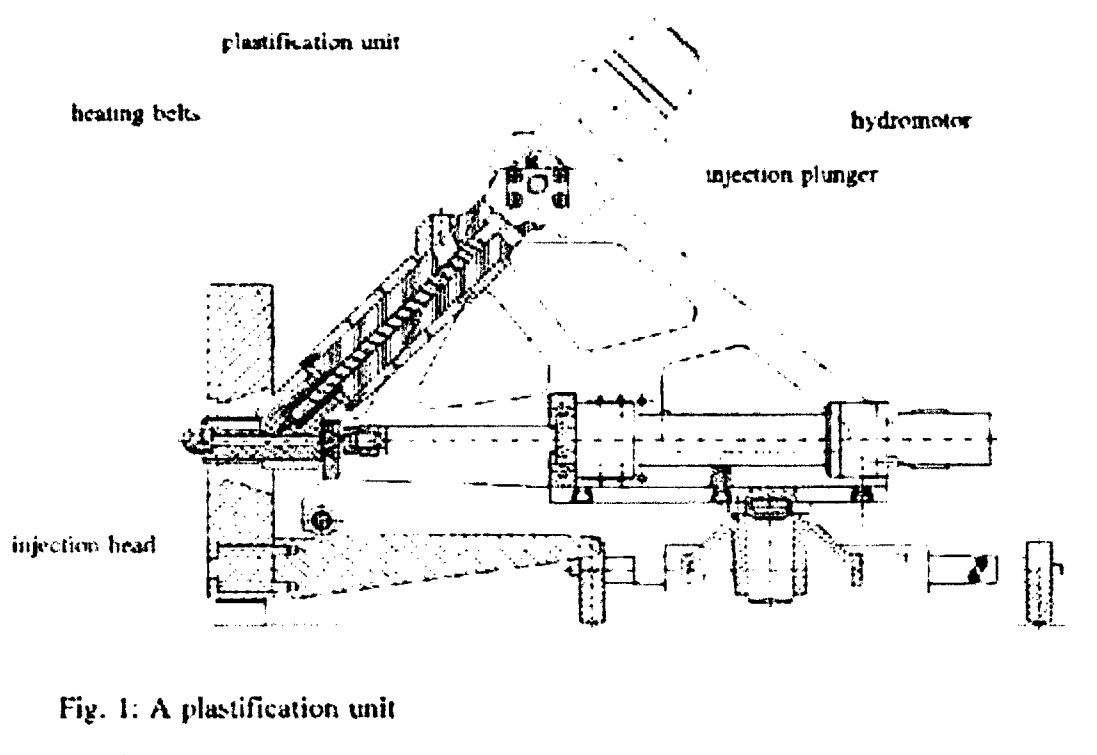 plastification unit
heating belts
hydromotor
injection plunger
injection head
Fig. 1: A plastification unit